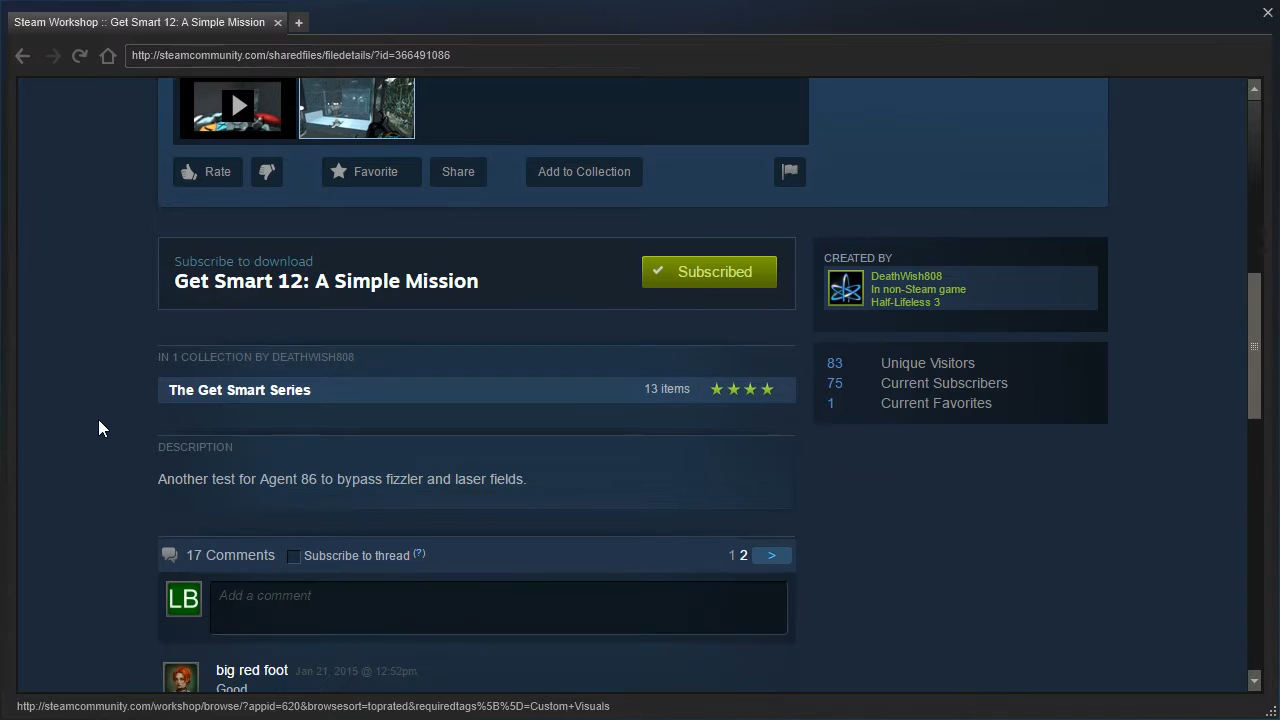 Steam Workshop :: Get Smart 12: A Simple Mission
http://steamcommunity.com/sharedfiles/filedetails/?id=366491086
Rate
Favorite
Share
Add to Collection
Subscribe to download
Get Smart 12: A Simple Mission
Subscribed
CREATED BY
DeathWish808
In non-Steam game
Half-Lifeless 3
83 Unique Visitors
75 Current Subscribers
1 Current Favorites
IN 1 COLLECTION BY DEATHWISH808
The Get Smart Series 13 items
DESCRIPTION
Another test for Agent 86 to bypass fizzler and laser fields.
17 Comments Subscribe to thread (?) 1 2 >
LB
Add a comment
big red foot Jan 21, 2015 @ 12:52pm
Good
http://steamcommunity.com/workshop/browse/?appid=620&browsesort=toprated&requiredtags%5B%5D=Custom+Visuals